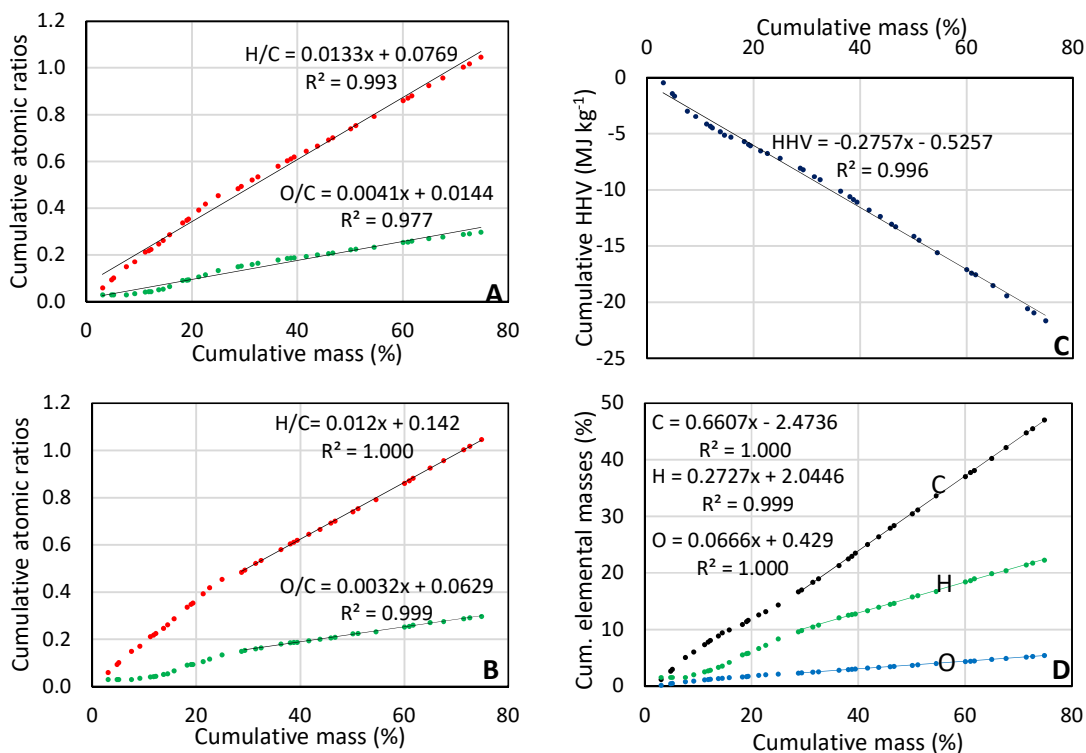 1.2
1.0
0.8
0.6
0.4
0.2
0.0
Cumulative atomic ratios
H/C = 0.0133x + 0.0769
R² = 0.993
O/C = 0.0041x + 0.0144
R² = 0.977
A
0 20 40 60 80
Cumulative mass (%)
Cumulative mass (%)
0 20 40 60 80
0
-5
-10
-15
-20
-25
Cumulative HHV (MJ kg⁻¹)
HHV = -0.2757x - 0.5257
R² = 0.996
C
1.2
1.0
0.8
0.6
0.4
0.2
0.0
Cumulative atomic ratios
H/C= 0.012x + 0.142
R² = 1.000
O/C = 0.0032x + 0.0629
R² = 0.999
B
0 20 40 60 80
Cumulative mass (%)
50
40
30
20
10
0
Cum. elemental masses (%)
C = 0.6607x - 2.4736
R² = 1.000
H = 0.2727x + 2.0446
R² = 0.999
O = 0.0666x + 0.429
R² = 1.000
C
H
O
D
0 20 40 60 80
Cumulative mass (%)